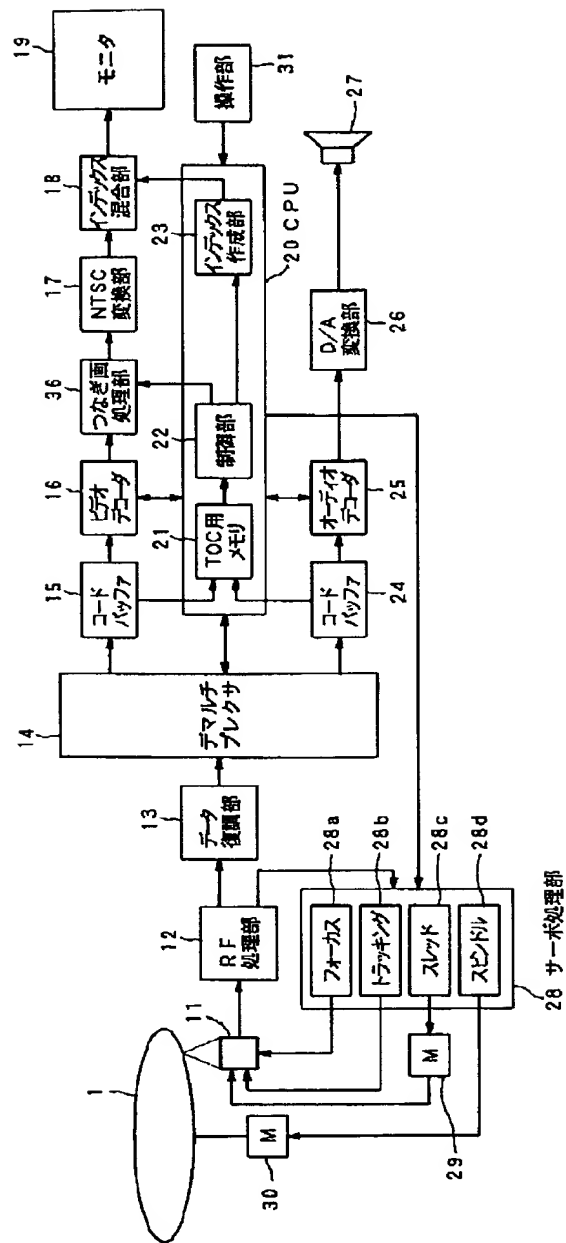 1
11
12
RF
処理部
13
データ
復調部
14
デマルチ
プレクサ
15
コード
バッファ
16
ビデオ
デコーダ
36
つなぎ画
処理部
17
NTSC
変換部
18
インデックス
混合部
19
モニタ
21
TOC用
メモリ
22
制御部
23
インデックス
作成部
20 CPU
31
操作部
24
コード
バッファ
25
オーディオ
デコーダ
26
D/A
変換部
27
28a
フォーカス
28b
トラッキング
28c
スレッド
28d
スピンドル
28 サーボ処理部
M
29
M
30